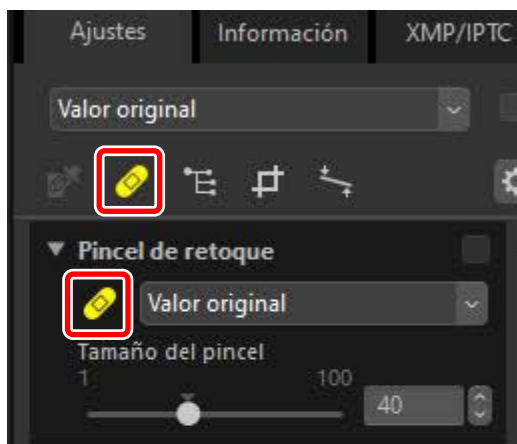 Ajustes Información XMP/IPTC
Valor original
Pincel de retoque
Valor original
Tamaño del pincel
1 100
40